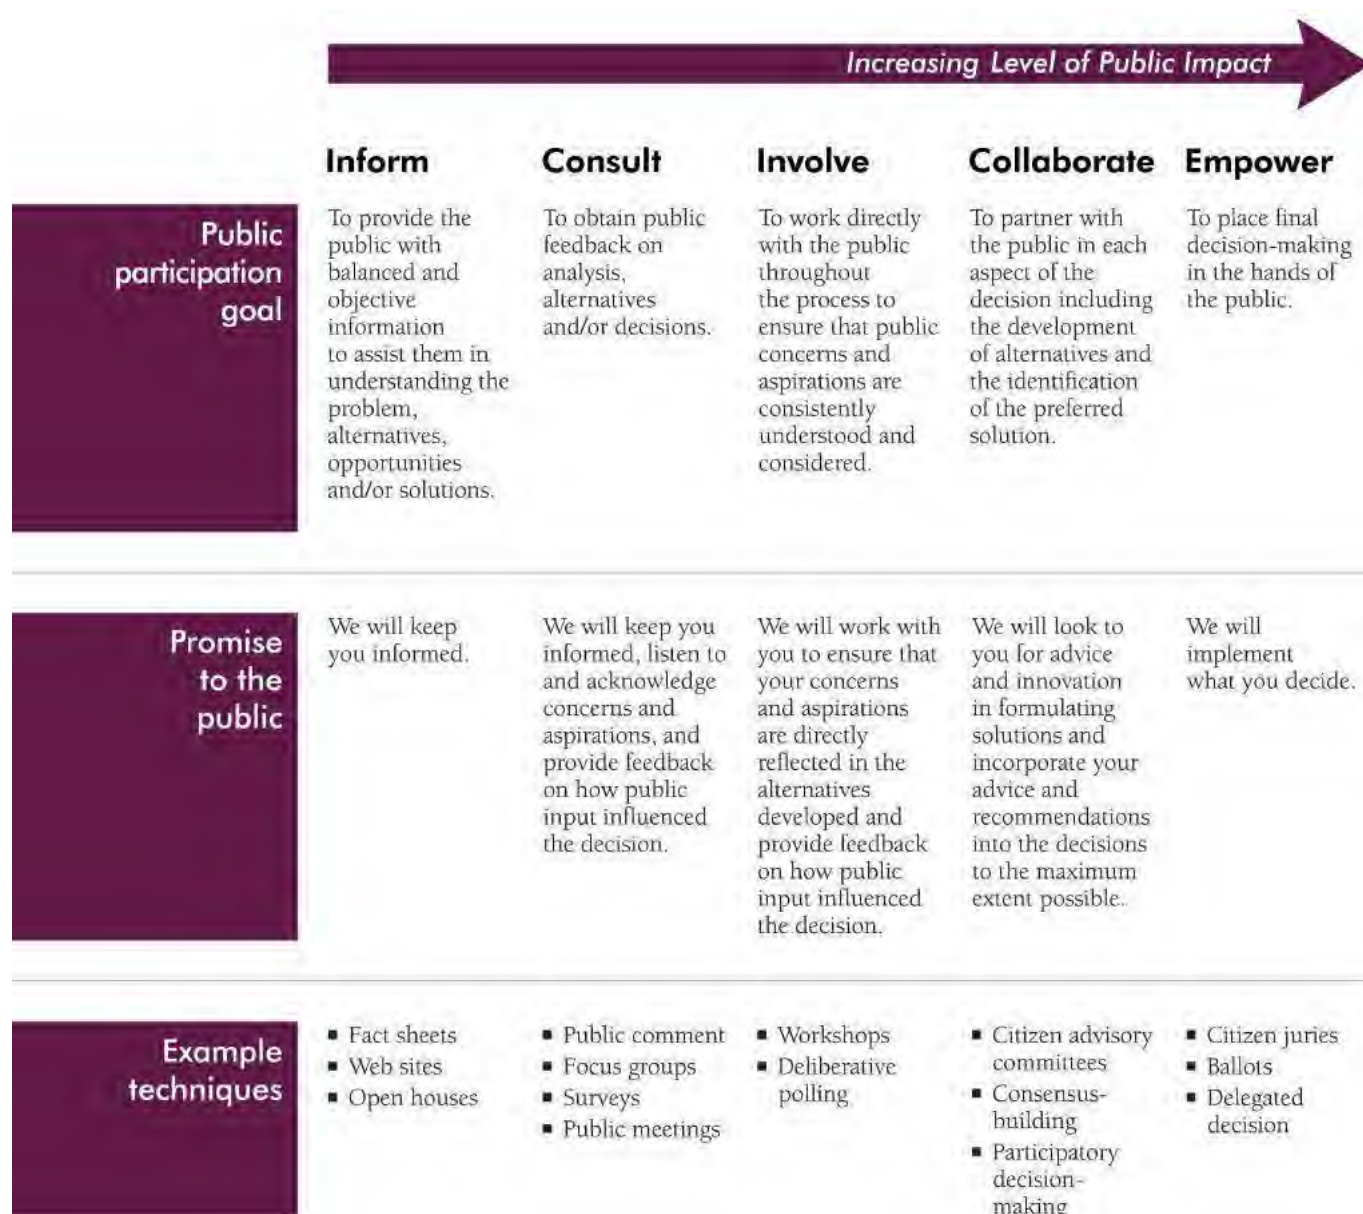 Increasing Level of Public Impact
Inform
Consult
Involve
Collaborate
Empower
Public
participation
goal
To provide the
public with
balanced and
objective
information
to assist them in
understanding the
problem,
alternatives,
opportunities
and/or solutions.
To obtain public
feedback on
analysis,
alternatives
and/or decisions.
To work directly
with the public
throughout
the process to
ensure that public
concerns and
aspirations are
consistently
understood and
considered.
To partner with
the public in each
aspect of the
decision including
the development
of alternatives and
the identification
of the preferred
solution.
To place final
decision-making
in the hands of
the public.
Promise
to the
public
We will keep
you informed.
We will keep you
informed, listen to
and acknowledge
concerns and
aspirations, and
provide feedback
on how public
input influenced
the decision.
We will work with
you to ensure that
your concerns
and aspirations
are directly
reflected in the
alternatives
developed and
provide feedback
on how public
input influenced
the decision.
We will look to
you for advice
and innovation
in formulating
solutions and
incorporate your
advice and
recommendations
into the decisions
to the maximum
extent possible.
We will
implement
what you decide.
Example
techniques
▪ Fact sheets
▪ Web sites
▪ Open houses
▪ Public comment
▪ Focus groups
▪ Surveys
▪ Public meetings
▪ Workshops
▪ Deliberative
polling
▪ Citizen advisory
committees
▪ Consensus-
building
▪ Participatory
decision-
making
▪ Citizen juries
▪ Ballots
▪ Delegated
decision